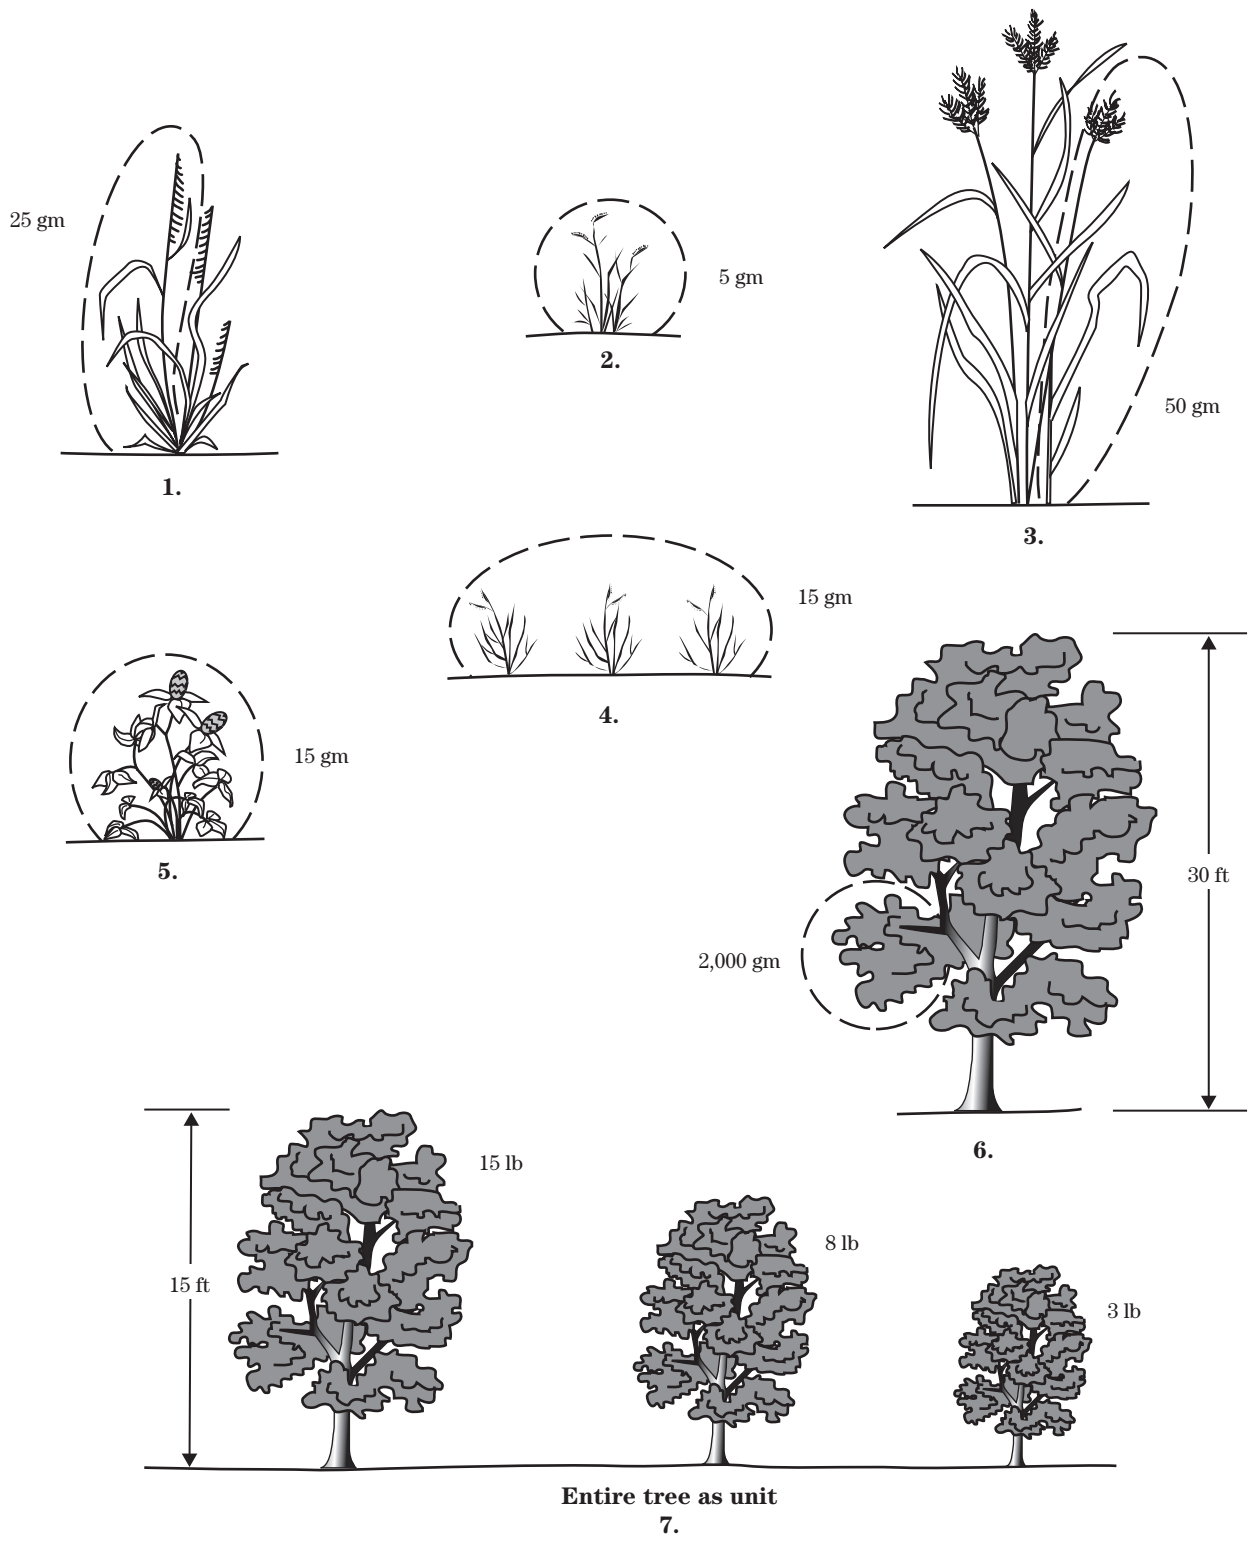 25 gm
1.
5 gm
2.
50 gm
3.
15 gm
4.
15 gm
5.
30 ft
2,000 gm
6.
15 lb
15 ft
8 lb
3 lb
Entire tree as unit
7.